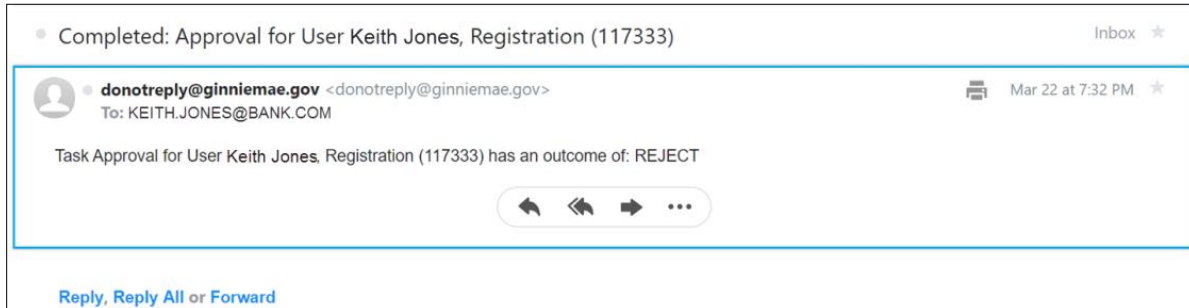 Completed: Approval for User Keith Jones, Registration (117333) Inbox
donotreply@ginniemae.gov <donotreply@ginniemae.gov> Mar 22 at 7:32 PM
To: KEITH.JONES@BANK.COM
Task Approval for User Keith Jones, Registration (117333) has an outcome of: REJECT
Reply, Reply All or Forward